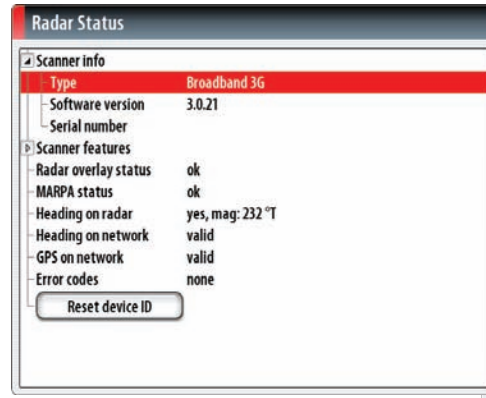 Radar Status
Scanner info
Type Broadband 3G
Software version 3.0.21
Serial number
Scanner features
Radar overlay status ok
MARPA status ok
Heading on radar yes, mag: 232 °T
Heading on network valid
GPS on network valid
Error codes none
Reset device ID